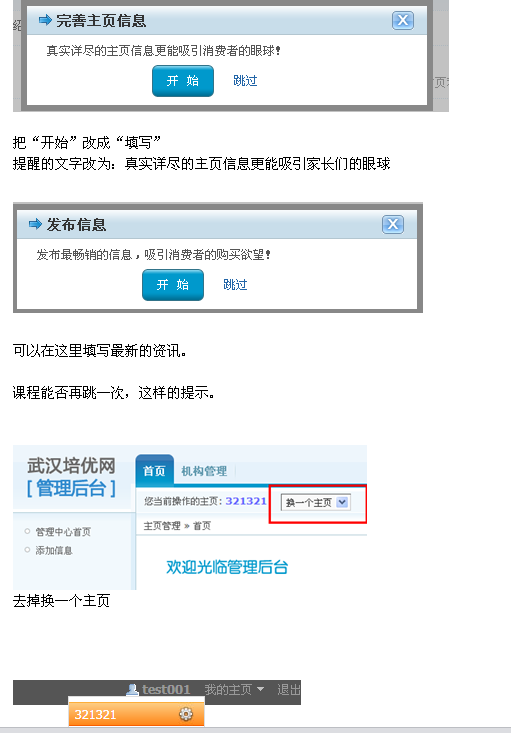 绍
完善主页信息
真实详尽的主页信息更能吸引消费者的眼球！
开 始 跳过
页
把“开始”改成“填写”
提醒的文字改为：真实详尽的主页信息更能吸引家长们的眼球
发布信息
发布最畅销的信息，吸引消费者的购买欲望！
开 始 跳过
可以在这里填写最新的资讯。
课程能否再跳一次，这样的提示。
武汉培优网
[ 管理后台 ]
首页 机构管理
您当前操作的主页: 321321 换一个主页
主页管理 » 首页
管理中心首页
添加信息
欢迎光临管理后台
去掉换一个主页
test001 我的主页 退出
321321